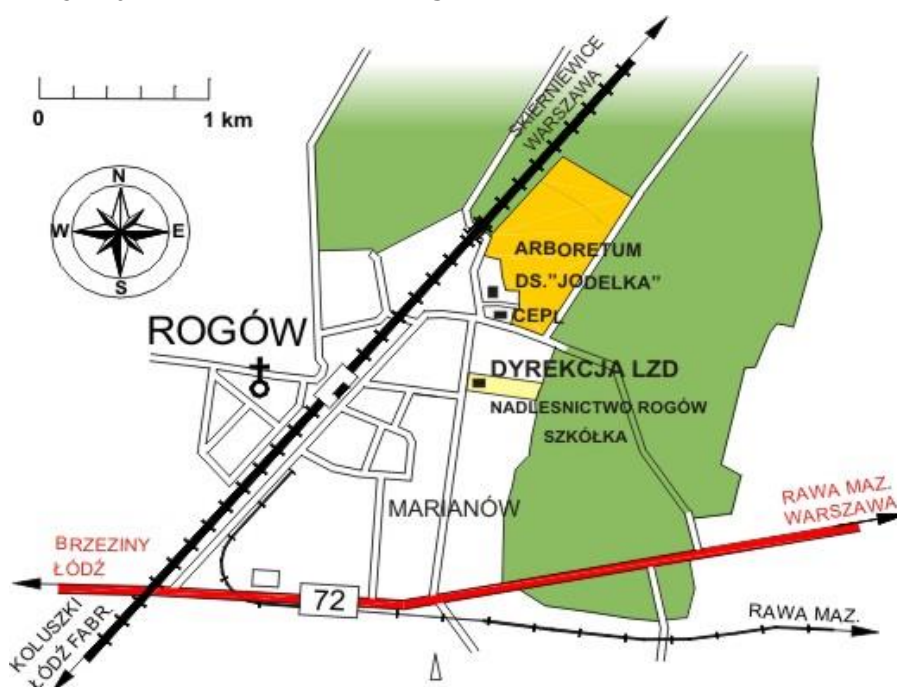 SKIERNIEWICE
WARSZAWA
0 1 km
N
W E
S
ARBORETUM
DS."JODELKA"
CEPL
ROGÓW
DYREKCJA LZD
NADLESNICTWO ROGÓW
SZKÓŁKA
MARIANÓW
RAWA MAZ.
WARSZAWA
BRZEZINY
ŁÓDŹ
72
KOLUSZKI
ŁÓDŹ FABR.
RAWA MAZ.